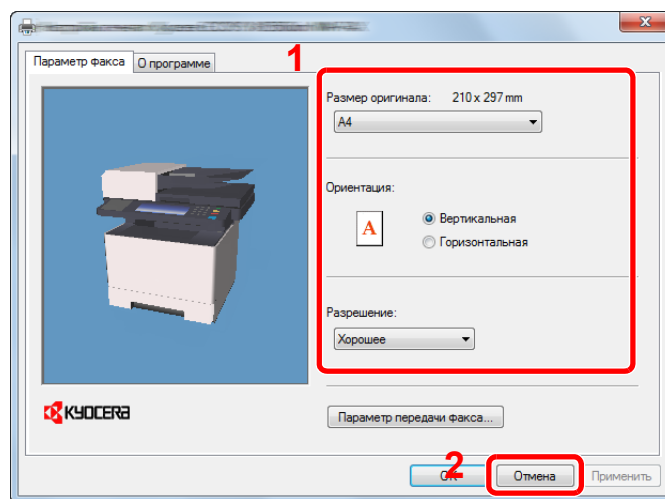 1
Параметр факса О программе
Размер оригинала: 210 x 297 mm
A4
Ориентация:
A
Вертикальная
Горизонтальная
Разрешение:
Хорошее
KYOCERA
Параметр передачи факса...
2
OK Отмена Применить